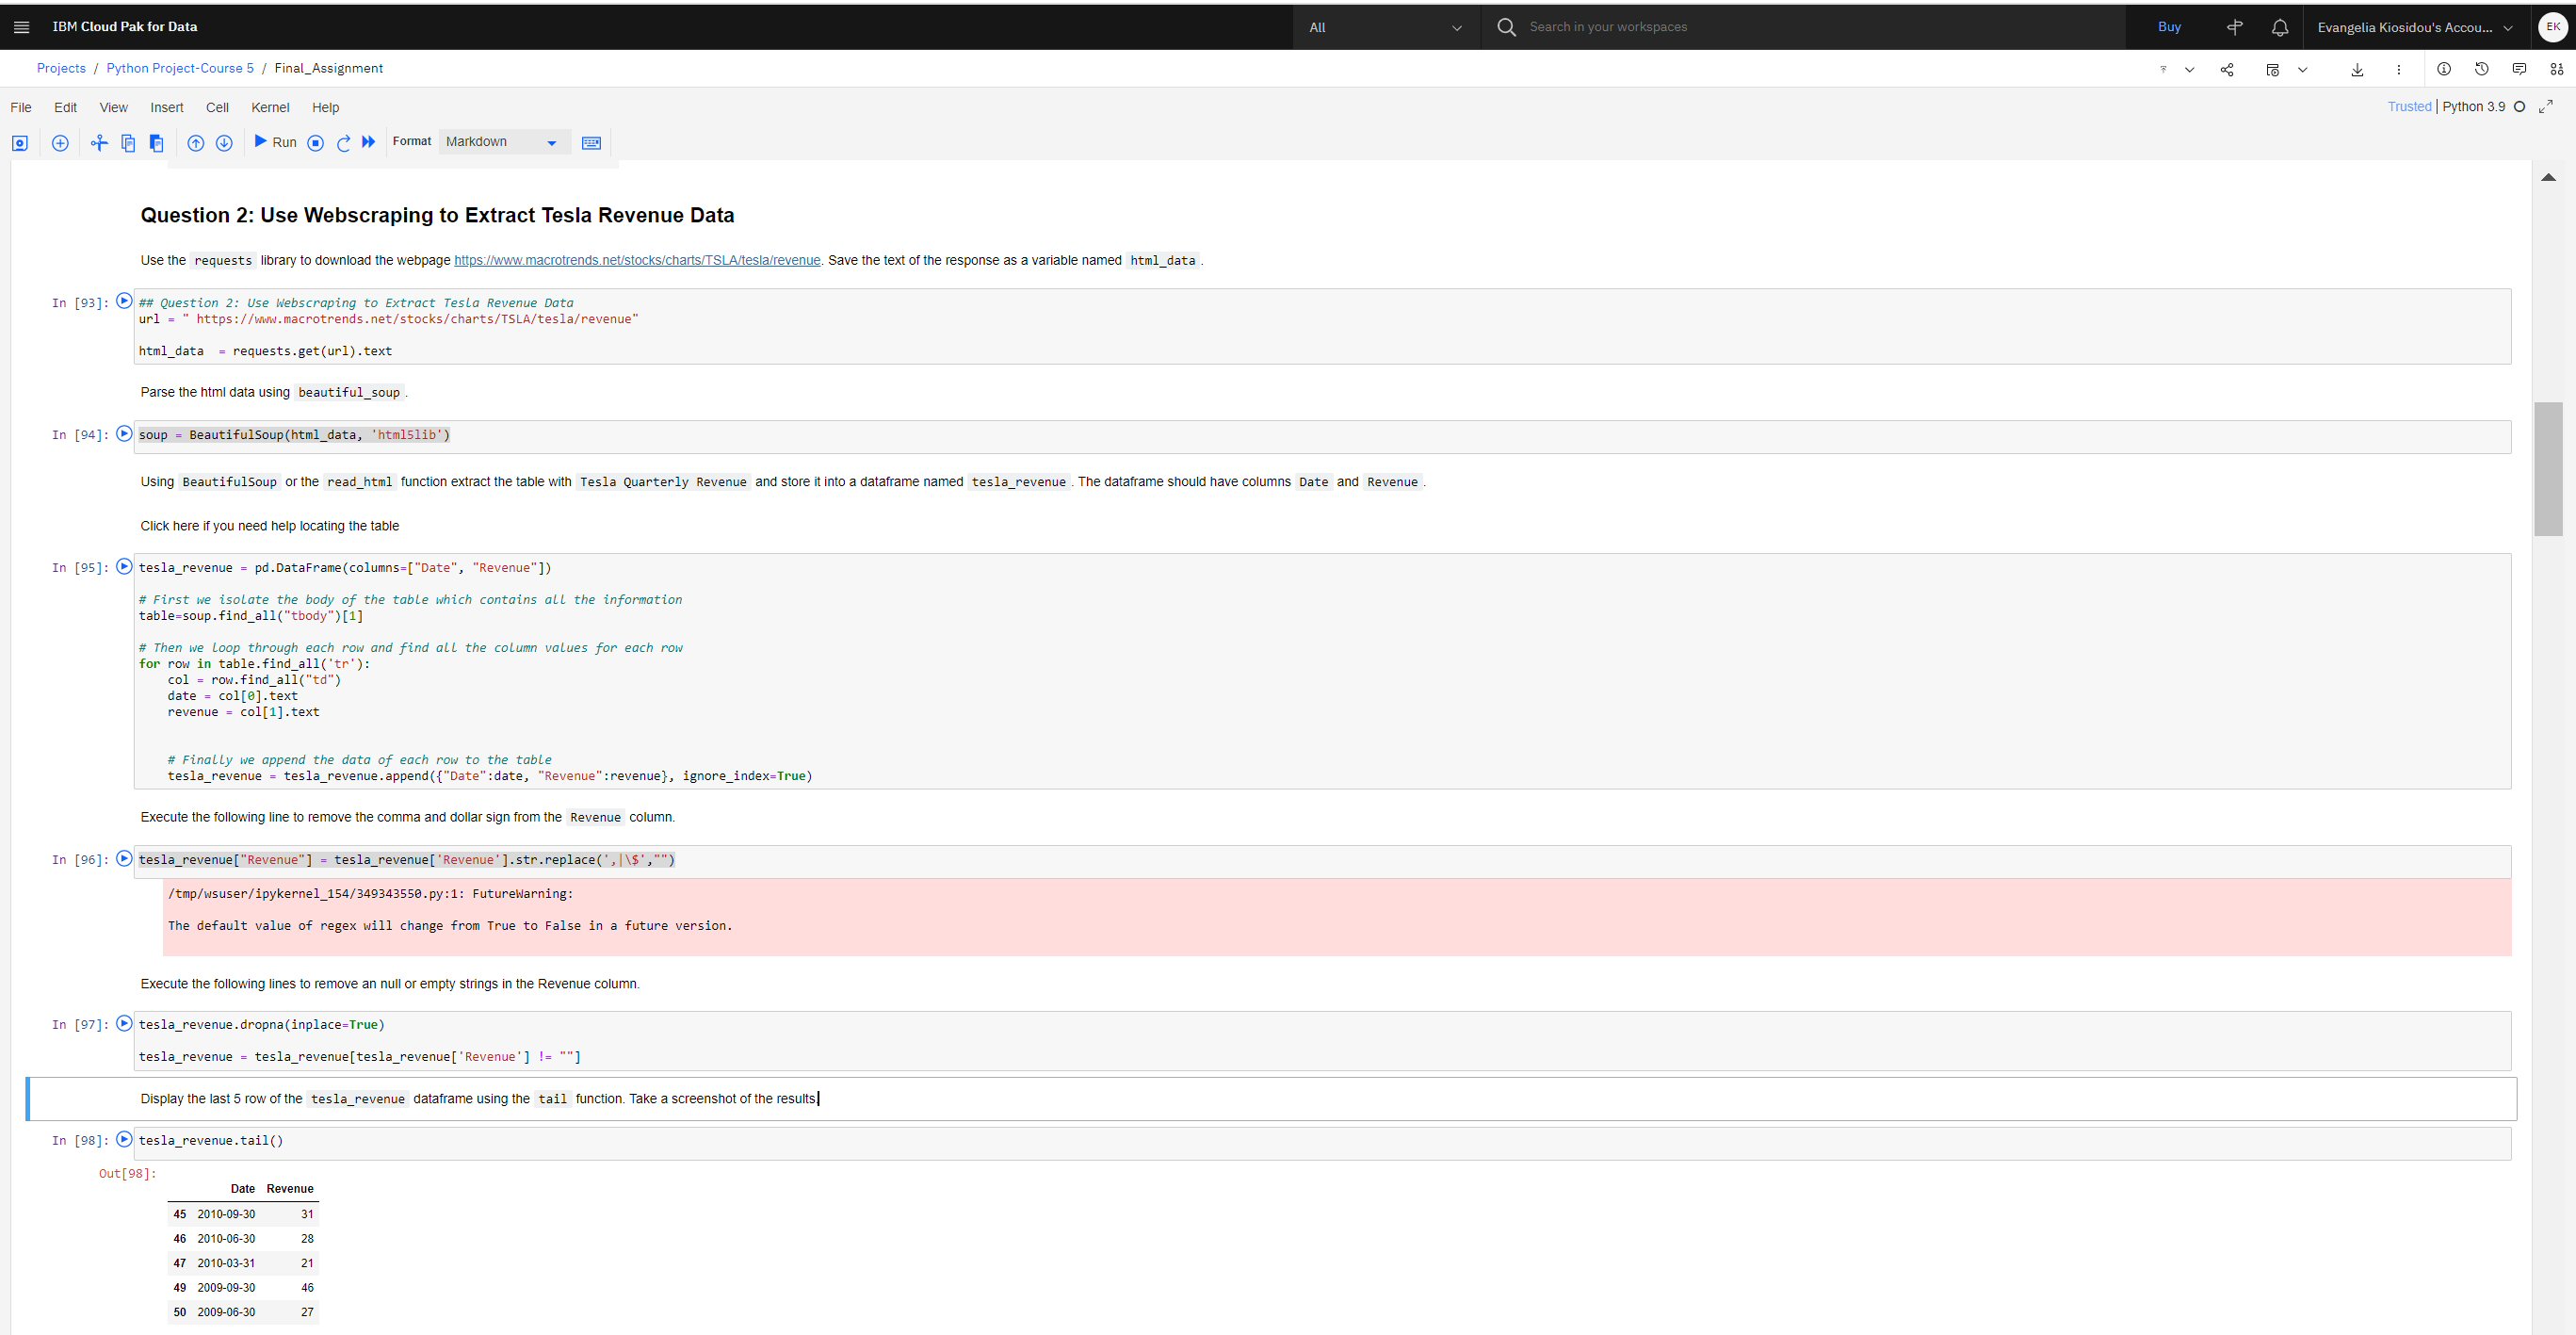 IBM Cloud Pak for Data
All
Search in your workspaces
Buy
Evangelia Kiosidou's Accou...
EK
Projects / Python Project-Course 5 / Final_Assignment
File Edit View Insert Cell Kernel Help
Trusted | Python 3.9
Run
Format
Markdown
Question 2: Use Webscraping to Extract Tesla Revenue Data
Use the requests library to download the webpage https://www.macrotrends.net/stocks/charts/TSLA/tesla/revenue. Save the text of the response as a variable named html_data .
In [93]:
## Question 2: Use Webscraping to Extract Tesla Revenue Data
url = " https://www.macrotrends.net/stocks/charts/TSLA/tesla/revenue"
html_data  = requests.get(url).text
Parse the html data using beautiful_soup .
In [94]:
soup = BeautifulSoup(html_data, 'html5lib')
Using BeautifulSoup or the read_html function extract the table with Tesla Quarterly Revenue and store it into a dataframe named tesla_revenue . The dataframe should have columns Date and Revenue .
Click here if you need help locating the table
In [95]:
tesla_revenue = pd.DataFrame(columns=["Date", "Revenue"])
# First we isolate the body of the table which contains all the information
table=soup.find_all("tbody")[1]
# Then we loop through each row and find all the column values for each row
for row in table.find_all('tr'):
    col = row.find_all("td")
    date = col[0].text
    revenue = col[1].text
    # Finally we append the data of each row to the table
    tesla_revenue = tesla_revenue.append({"Date":date, "Revenue":revenue}, ignore_index=True)
Execute the following line to remove the comma and dollar sign from the Revenue column.
In [96]:
tesla_revenue["Revenue"] = tesla_revenue['Revenue'].str.replace(',|\$',"")
/tmp/wsuser/ipykernel_154/349343550.py:1: FutureWarning:
The default value of regex will change from True to False in a future version.
Execute the following lines to remove an null or empty strings in the Revenue column.
In [97]:
tesla_revenue.dropna(inplace=True)
tesla_revenue = tesla_revenue[tesla_revenue['Revenue'] != ""]
Display the last 5 row of the tesla_revenue dataframe using the tail function. Take a screenshot of the results.
In [98]:
tesla_revenue.tail()
Out[98]:
Date Revenue
45 2010-09-30 31
46 2010-06-30 28
47 2010-03-31 21
49 2009-09-30 46
50 2009-06-30 27